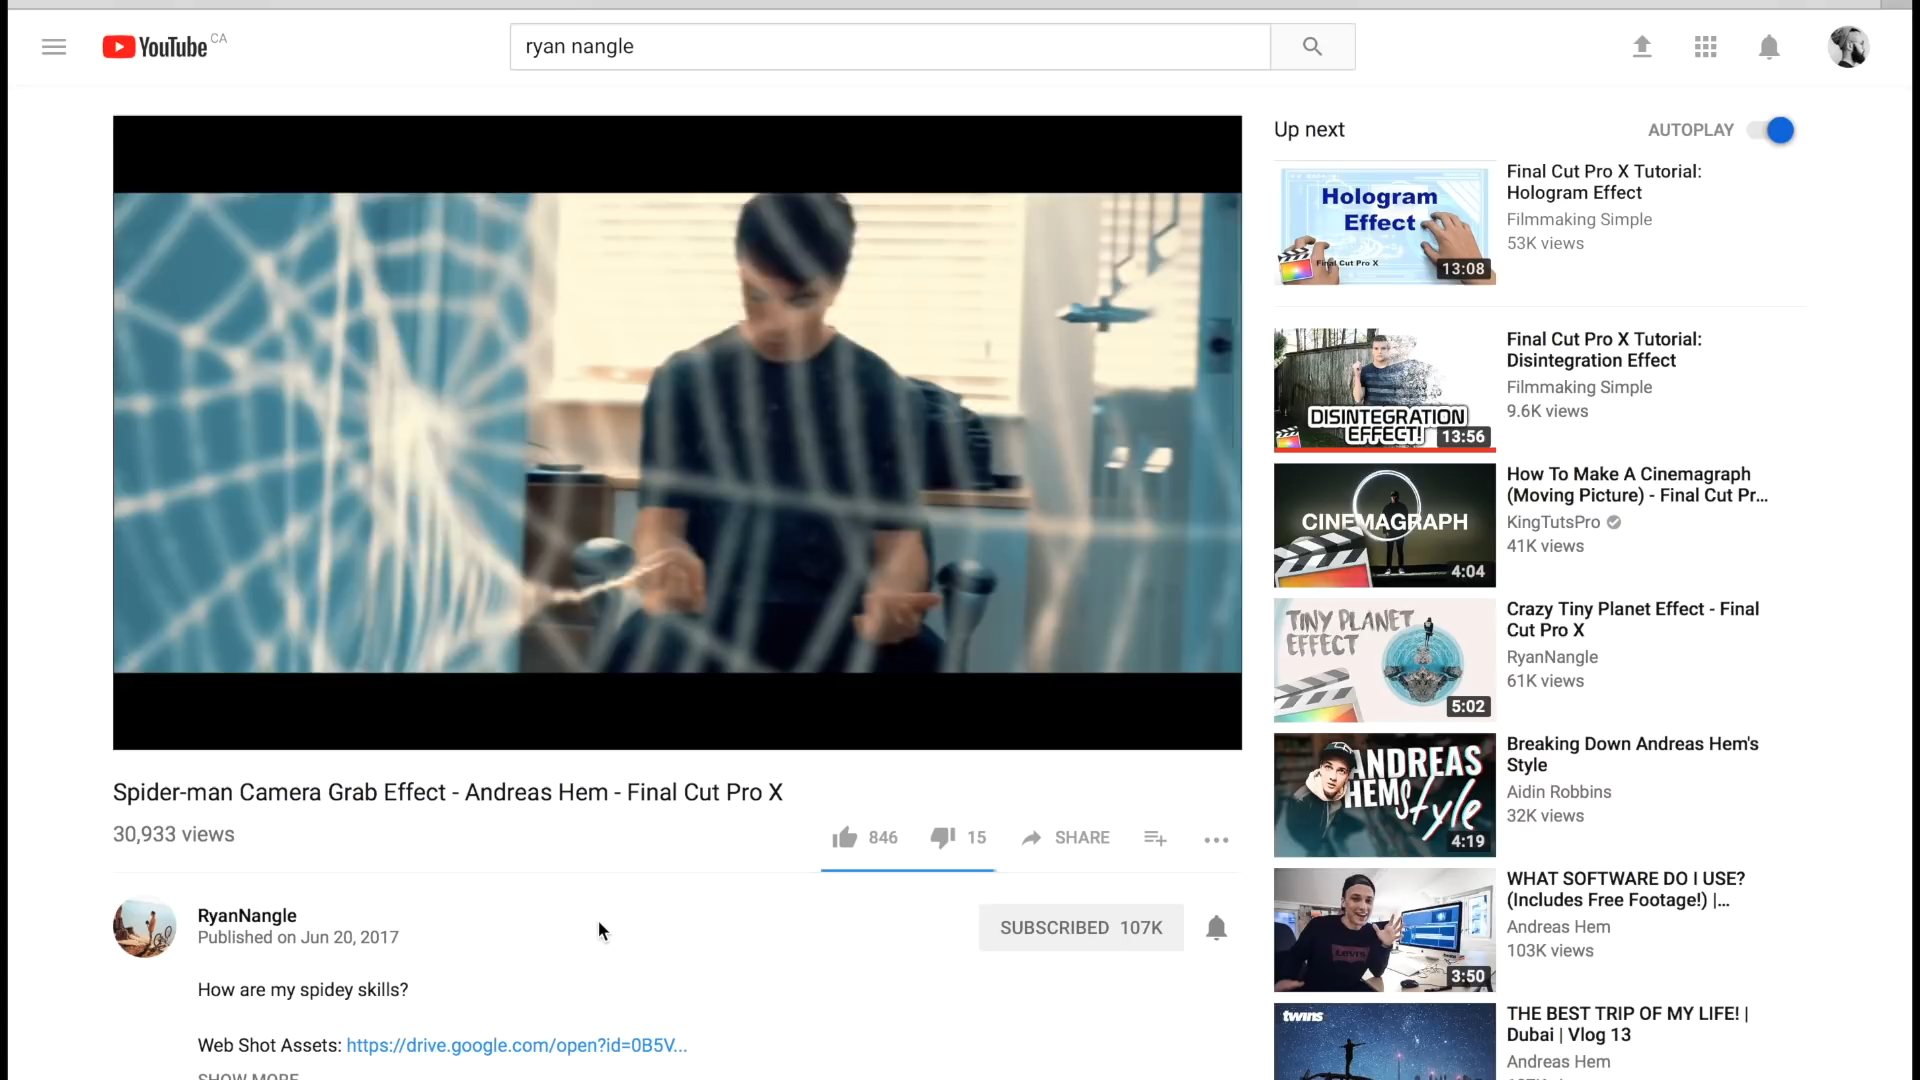 YouTube CA
ryan nangle
Up next
AUTOPLAY
Hologram
Effect
Final Cut Pro X
13:08
Final Cut Pro X Tutorial:
Hologram Effect
Filmmaking Simple
53K views
DISINTEGRATION
EFFECT!
13:56
Final Cut Pro X Tutorial:
Disintegration Effect
Filmmaking Simple
9.6K views
CINEMAGRAPH
4:04
How To Make A Cinemagraph
(Moving Picture) - Final Cut Pr...
KingTutsPro
41K views
TINY PLANET
EFFECT
5:02
Crazy Tiny Planet Effect - Final
Cut Pro X
RyanNangle
61K views
ANDREAS
HEM Style
4:19
Breaking Down Andreas Hem's
Style
Aidin Robbins
32K views
Levi's
3:50
WHAT SOFTWARE DO I USE?
(Includes Free Footage!) |...
Andreas Hem
103K views
twins
THE BEST TRIP OF MY LIFE! |
Dubai | Vlog 13
Andreas Hem
Spider-man Camera Grab Effect - Andreas Hem - Final Cut Pro X
30,933 views
846
15
SHARE
RyanNangle
Published on Jun 20, 2017
SUBSCRIBED 107K
How are my spidey skills?
Web Shot Assets: https://drive.google.com/open?id=0B5V...
SHOW MORE